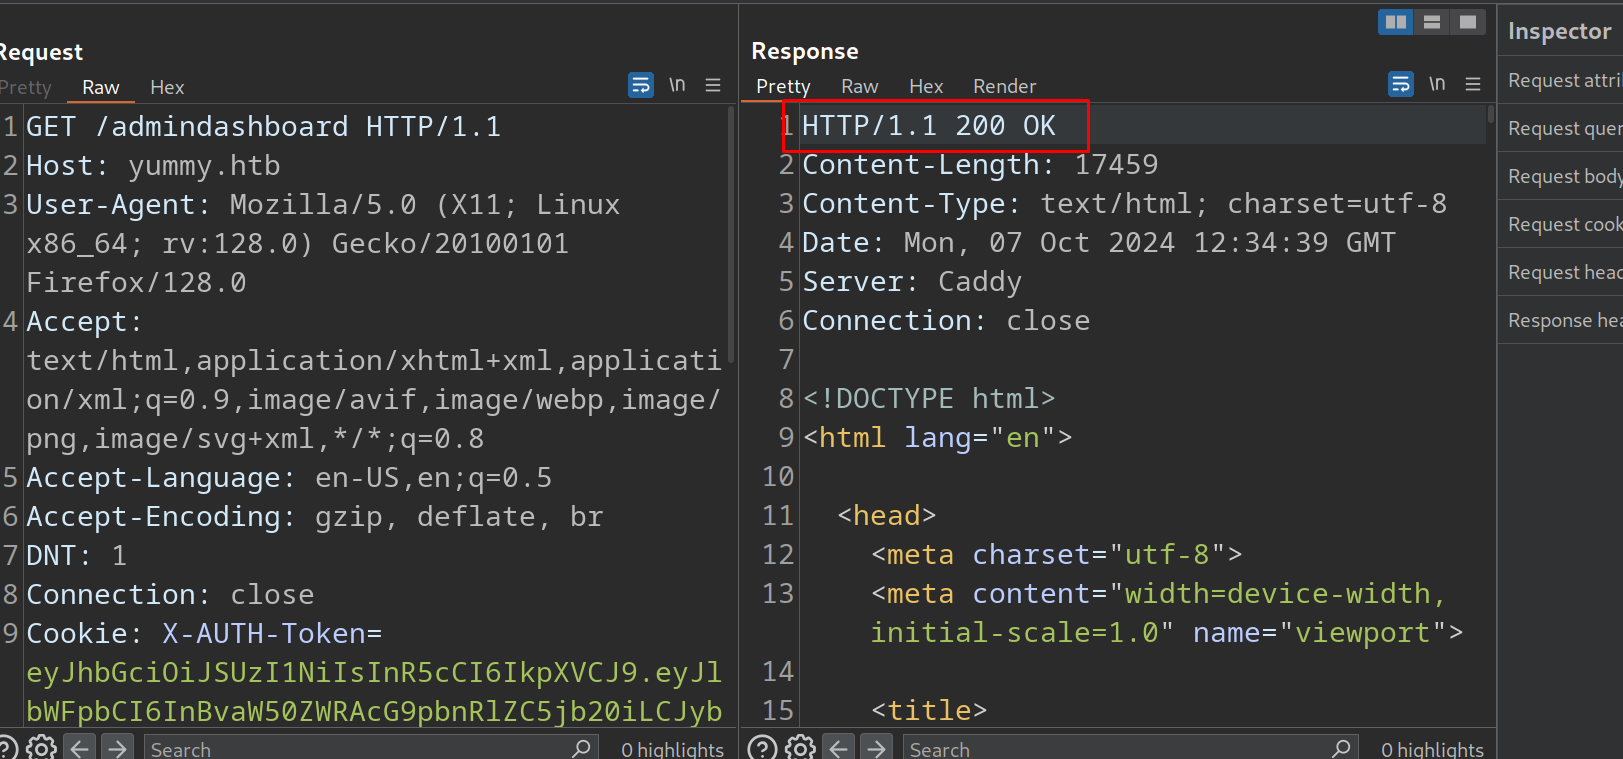 Request
Pretty Raw Hex
\n
1 GET /admindashboard HTTP/1.1
2 Host: yummy.htb
3 User-Agent: Mozilla/5.0 (X11; Linux
x86_64; rv:128.0) Gecko/20100101
Firefox/128.0
4 Accept:
text/html,application/xhtml+xml,applicati
on/xml;q=0.9,image/avif,image/webp,image/
png,image/svg+xml,*/*;q=0.8
5 Accept-Language: en-US,en;q=0.5
6 Accept-Encoding: gzip, deflate, br
7 DNT: 1
8 Connection: close
9 Cookie: X-AUTH-Token=
eyJhbGciOiJSUzI1NiIsInR5cCI6IkpXVCJ9.eyJl
bWFpbCI6InBvaW50ZWRAcG9pbnRlZC5jb20iLCJyb
Search
0 highlights
Response
Pretty Raw Hex Render
\n
1 HTTP/1.1 200 OK
2 Content-Length: 17459
3 Content-Type: text/html; charset=utf-8
4 Date: Mon, 07 Oct 2024 12:34:39 GMT
5 Server: Caddy
6 Connection: close
7
8 <!DOCTYPE html>
9 <html lang="en">
10
11 <head>
12 <meta charset="utf-8">
13 <meta content="width=device-width,
initial-scale=1.0" name="viewport">
14
15 <title>
Search
0 highlights
Inspector
Request attri
Request quer
Request body
Request cook
Request head
Response hea